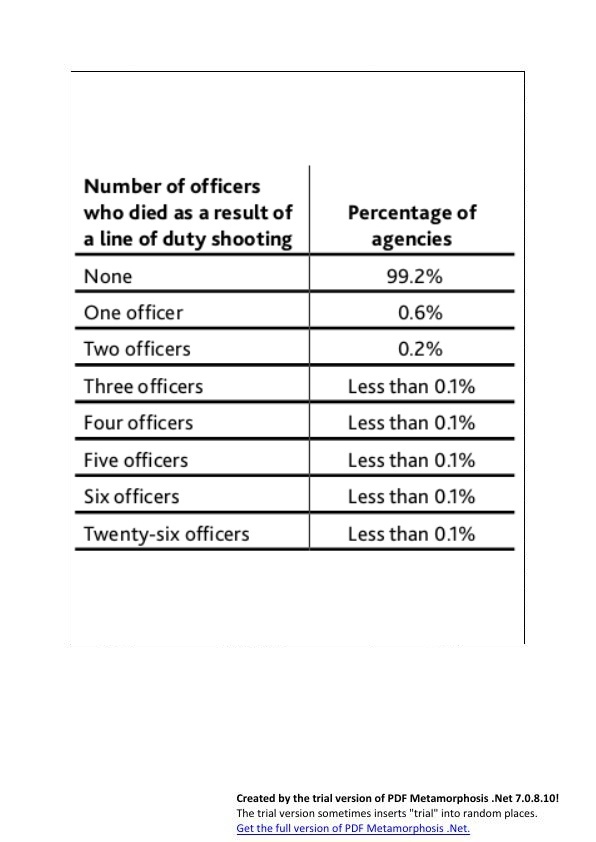 Number of officers
who died as a result of
a line of duty shooting
Percentage of
agencies
None 99.2%
One officer 0.6%
Two officers 0.2%
Three officers Less than 0.1%
Four officers Less than 0.1%
Five officers Less than 0.1%
Six officers Less than 0.1%
Twenty-six officers Less than 0.1%
Created by the trial version of PDF Metamorphosis .Net 7.0.8.10!
The trial version sometimes inserts "trial" into random places.
Get the full version of PDF Metamorphosis .Net.